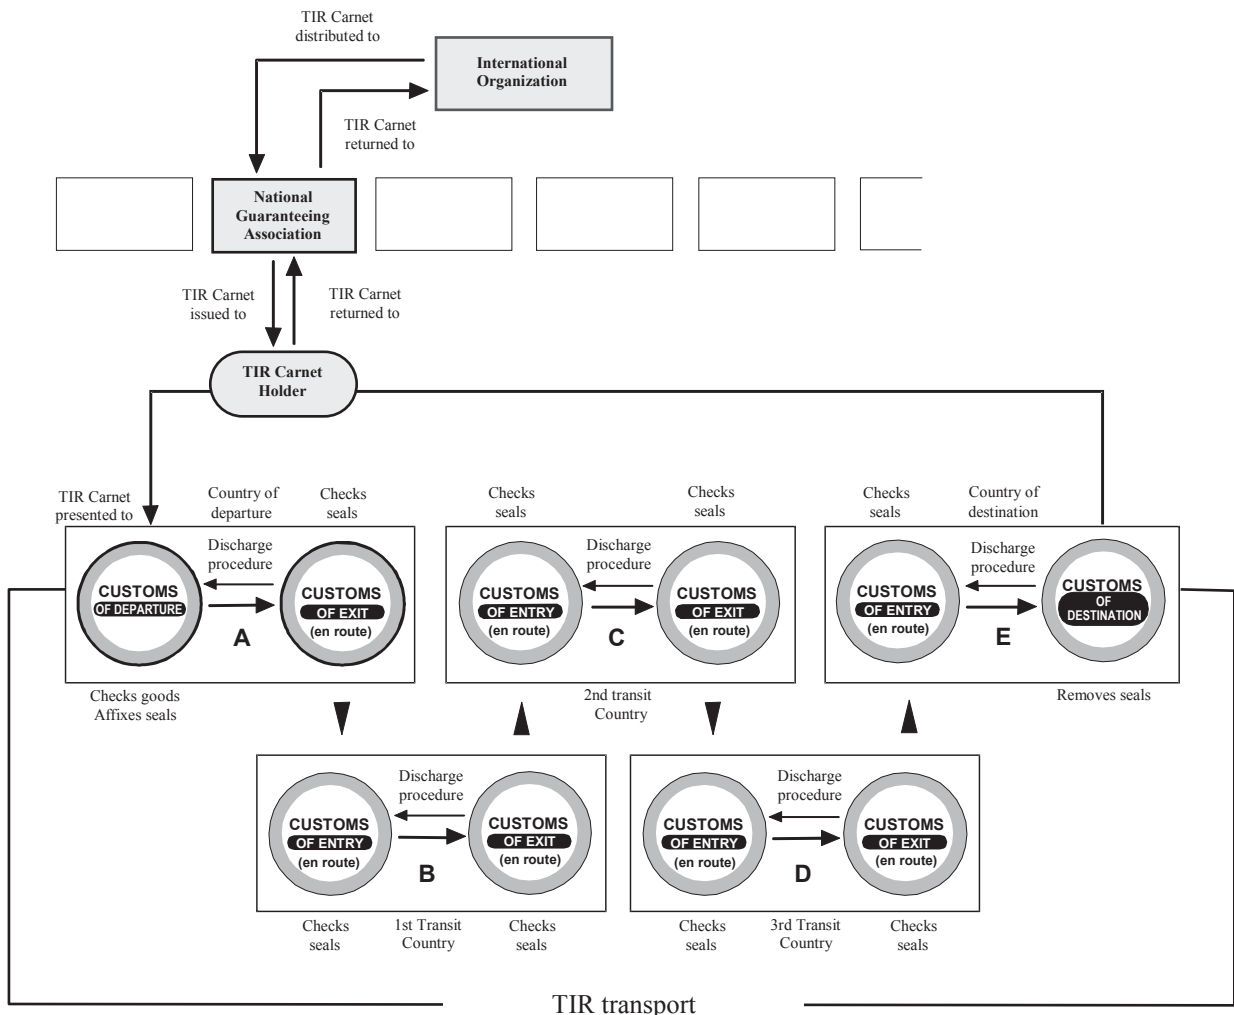 TIR Carnet
distributed to
International
Organization
TIR Carnet
returned to
National
Guaranteeing
Association
TIR Carnet
issued to
TIR Carnet
returned to
TIR Carnet
Holder
TIR Carnet
presented to
Country of
departure
Checks
seals
Checks
seals
Checks
seals
Checks
seals
Country of
destination
CUSTOMS
OF DEPARTURE
Discharge
procedure
A
CUSTOMS
OF EXIT
(en route)
CUSTOMS
OF ENTRY
(en route)
Discharge
procedure
C
CUSTOMS
OF EXIT
(en route)
CUSTOMS
OF ENTRY
(en route)
Discharge
procedure
E
CUSTOMS
OF
DESTINATION
Checks goods
Affixes seals
2nd transit
Country
Removes seals
CUSTOMS
OF ENTRY
(en route)
Discharge
procedure
B
CUSTOMS
OF EXIT
(en route)
CUSTOMS
OF ENTRY
(en route)
Discharge
procedure
D
CUSTOMS
OF EXIT
(en route)
Checks
seals
1st Transit
Country
Checks
seals
Checks
seals
3rd Transit
Country
Checks
seals
TIR transport